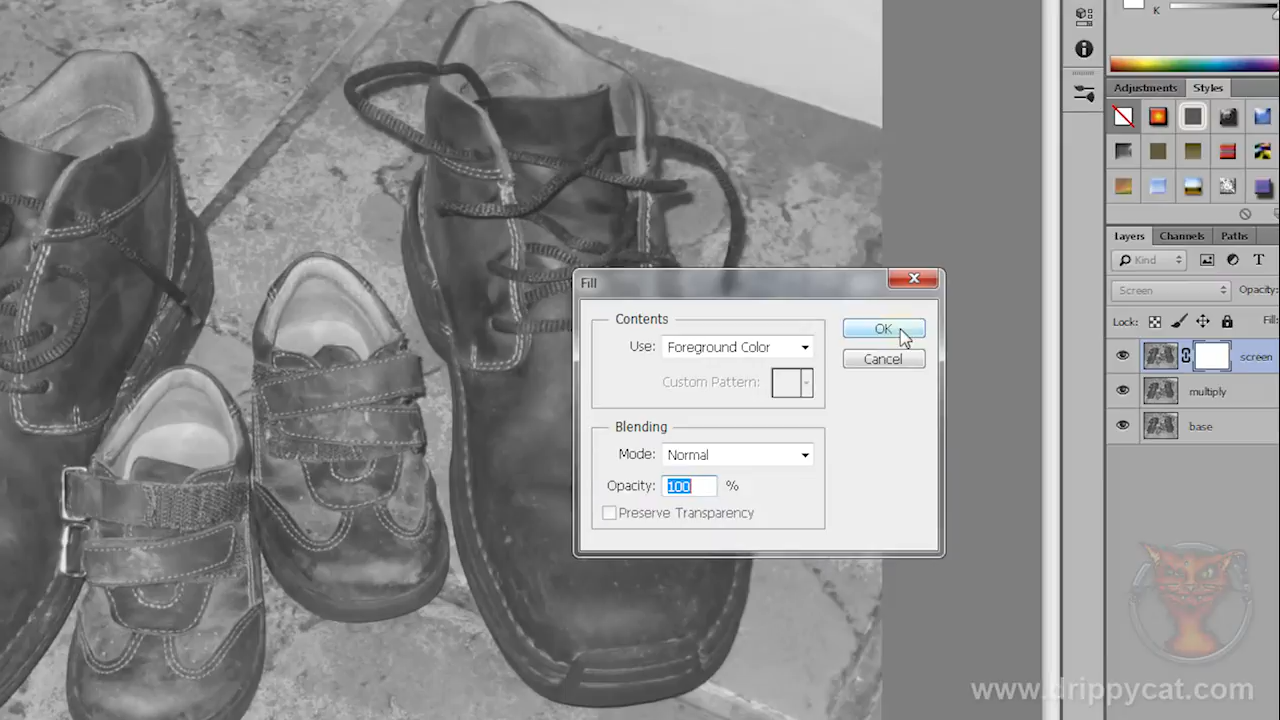 K
Adjustments Styles
Layers Channels Paths
Kind
Screen Opacity:
Lock: Fill:
screen
multiply
base
Fill
Contents
Use: Foreground Color
Custom Pattern:
OK
Cancel
Blending
Mode: Normal
Opacity: 100 %
Preserve Transparency
www.drippycat.com